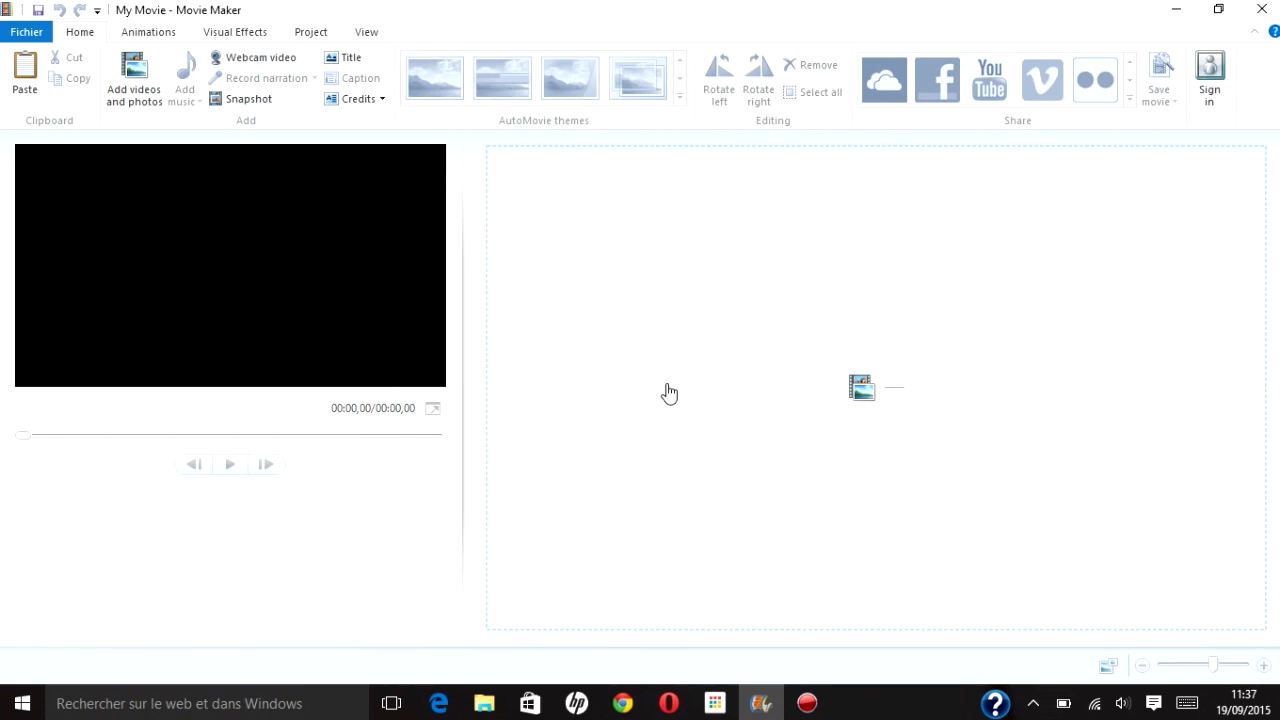 My Movie - Movie Maker
Fichier Home Animations Visual Effects Project View
Paste
Cut
Copy
Clipboard
Add videos
and photos
Add
music
Webcam video
Record narration
Snapshot
Title
Caption
Credits
Add
AutoMovie themes
Rotate
left
Rotate
right
Remove
Select all
Editing
You
Tube
Share
Save
movie
Sign
in
00:00,00/00:00,00
Rechercher sur le web et dans Windows
hp
11:37
19/09/2015